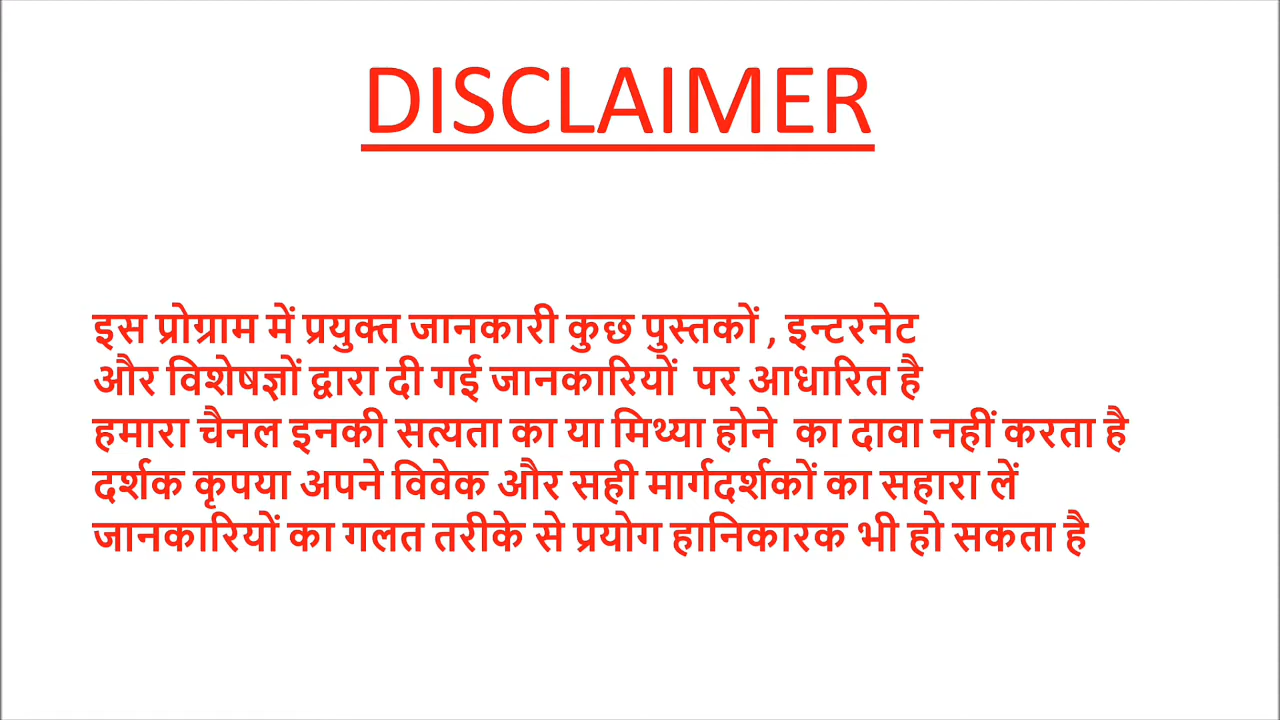 DISCLAIMER
इस प्रोग्राम में प्रयुक्त जानकारी कुछ पुस्तकों , इन्टरनेट
और विशेषज्ञों द्वारा दी गई जानकारियों पर आधारित है
हमारा चैनल इनकी सत्यता का या मिथ्या होने का दावा नहीं करता है
दर्शक कृपया अपने विवेक और सही मार्गदर्शकों का सहारा लें
जानकारियों का गलत तरीके से प्रयोग हानिकारक भी हो सकता है